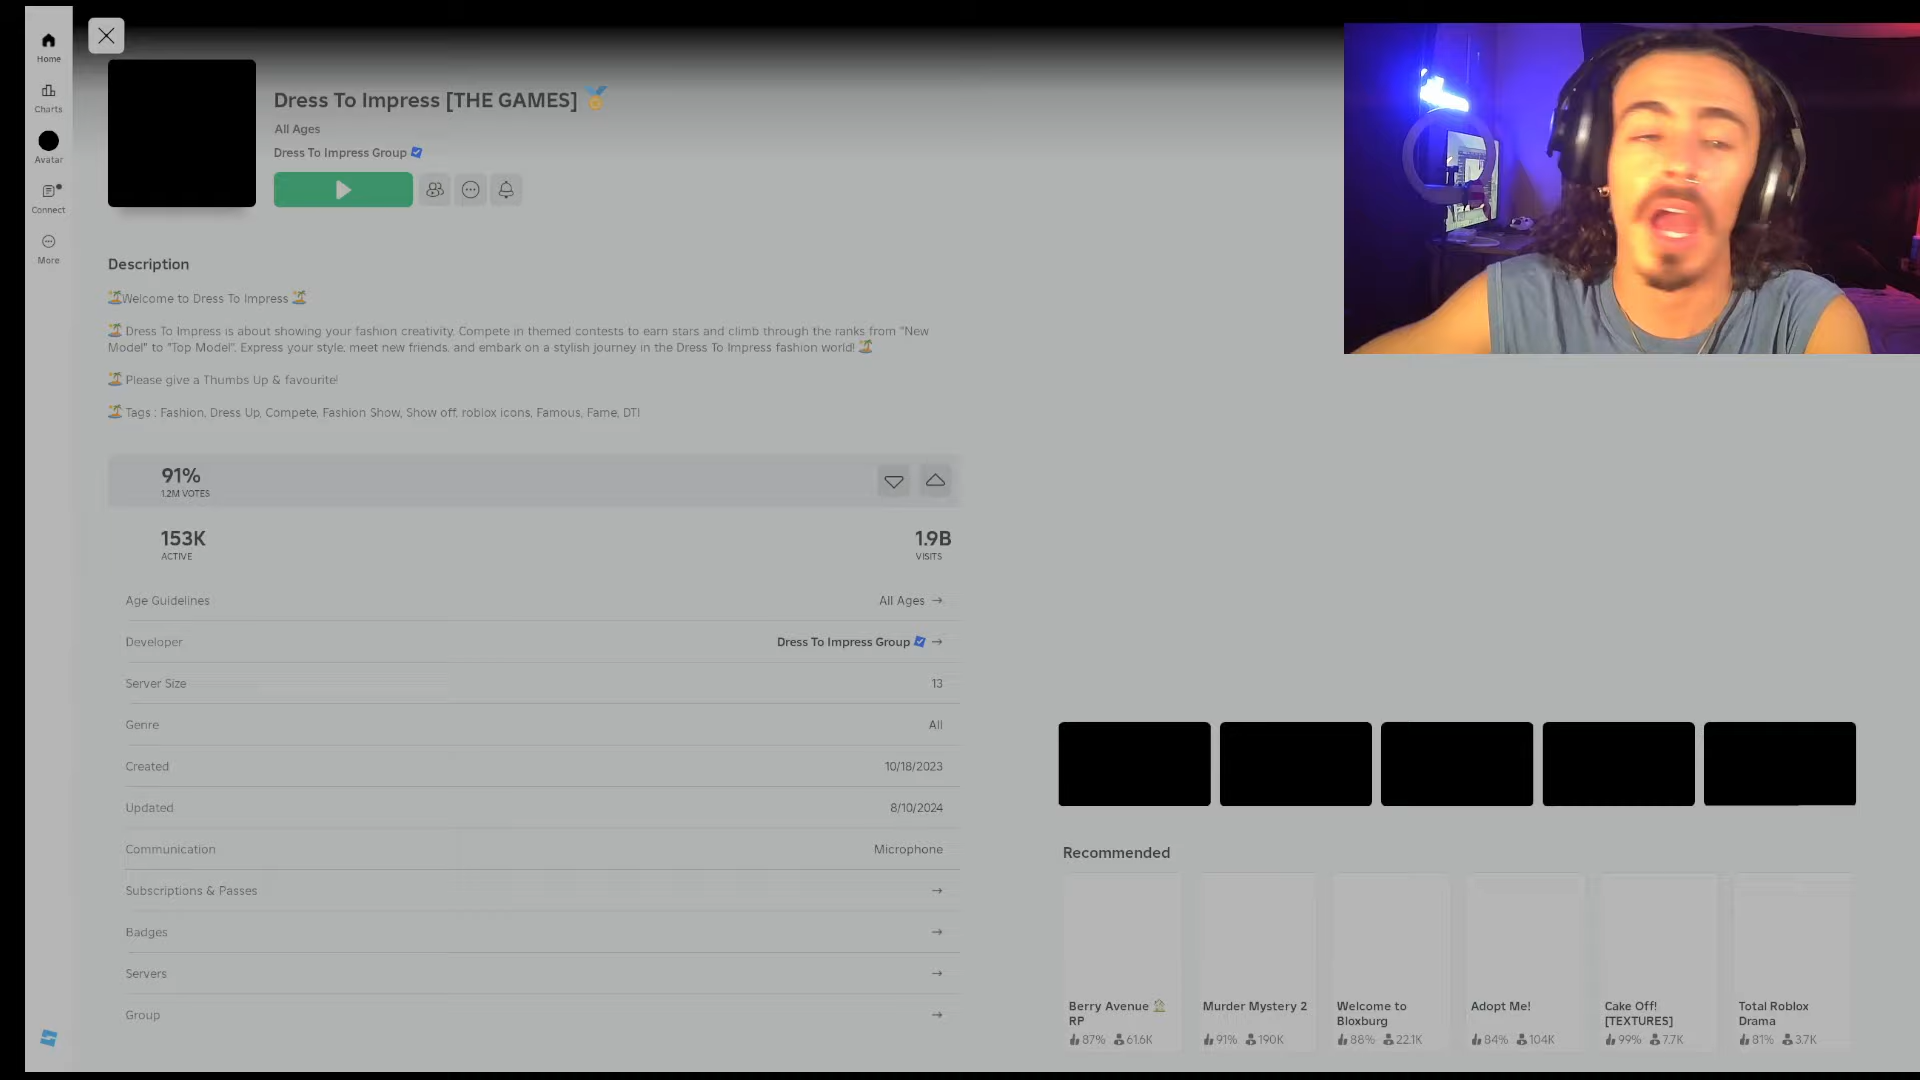 Home
Charts
Avatar
Connect
More
Dress To Impress [THE GAMES] 🏅
All Ages
Dress To Impress Group
Description
🏝️Welcome to Dress To Impress 🏝️
🏝️ Dress To Impress is about showing your fashion creativity. Compete in themed contests to earn stars and climb through the ranks from "New
Model" to "Top Model". Express your style, meet new friends, and embark on a stylish journey in the Dress To Impress fashion world! 🏝️
🏝️ Please give a Thumbs Up & favourite!
🏝️ Tags : Fashion, Dress Up, Compete, Fashion Show, Show off, roblox icons, Famous, Fame, DTI
91%
1.2M VOTES
153K
ACTIVE
1.9B
VISITS
Age Guidelines All Ages →
Developer Dress To Impress Group →
Server Size 13
Genre All
Created 10/18/2023
Updated 8/10/2024
Communication Microphone
Subscriptions & Passes →
Badges →
Servers →
Group →
Recommended
Berry Avenue 🏠
RP
87% 61.6K
Murder Mystery 2
91% 190K
Welcome to
Bloxburg
88% 22.1K
Adopt Me!
84% 104K
Cake Off!
[TEXTURES]
99% 7.7K
Total Roblox
Drama
81% 3.7K